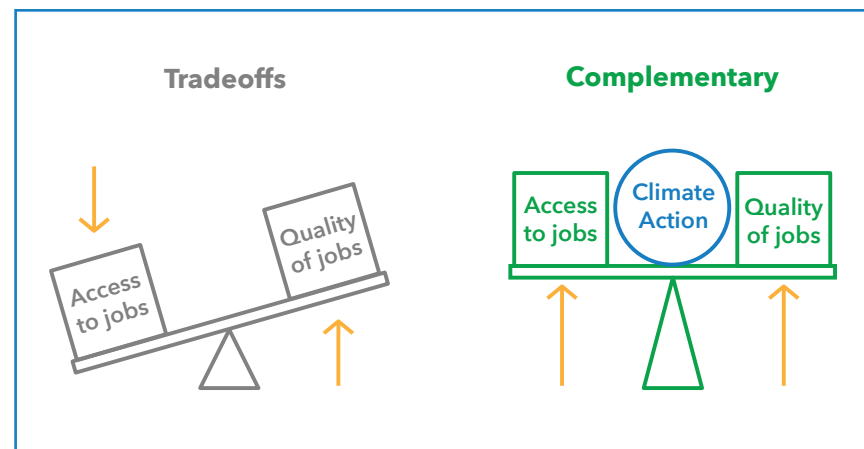 Tradeoffs
Access
to jobs
Quality
of jobs
Complementary
Access
to jobs
Climate
Action
Quality
of jobs